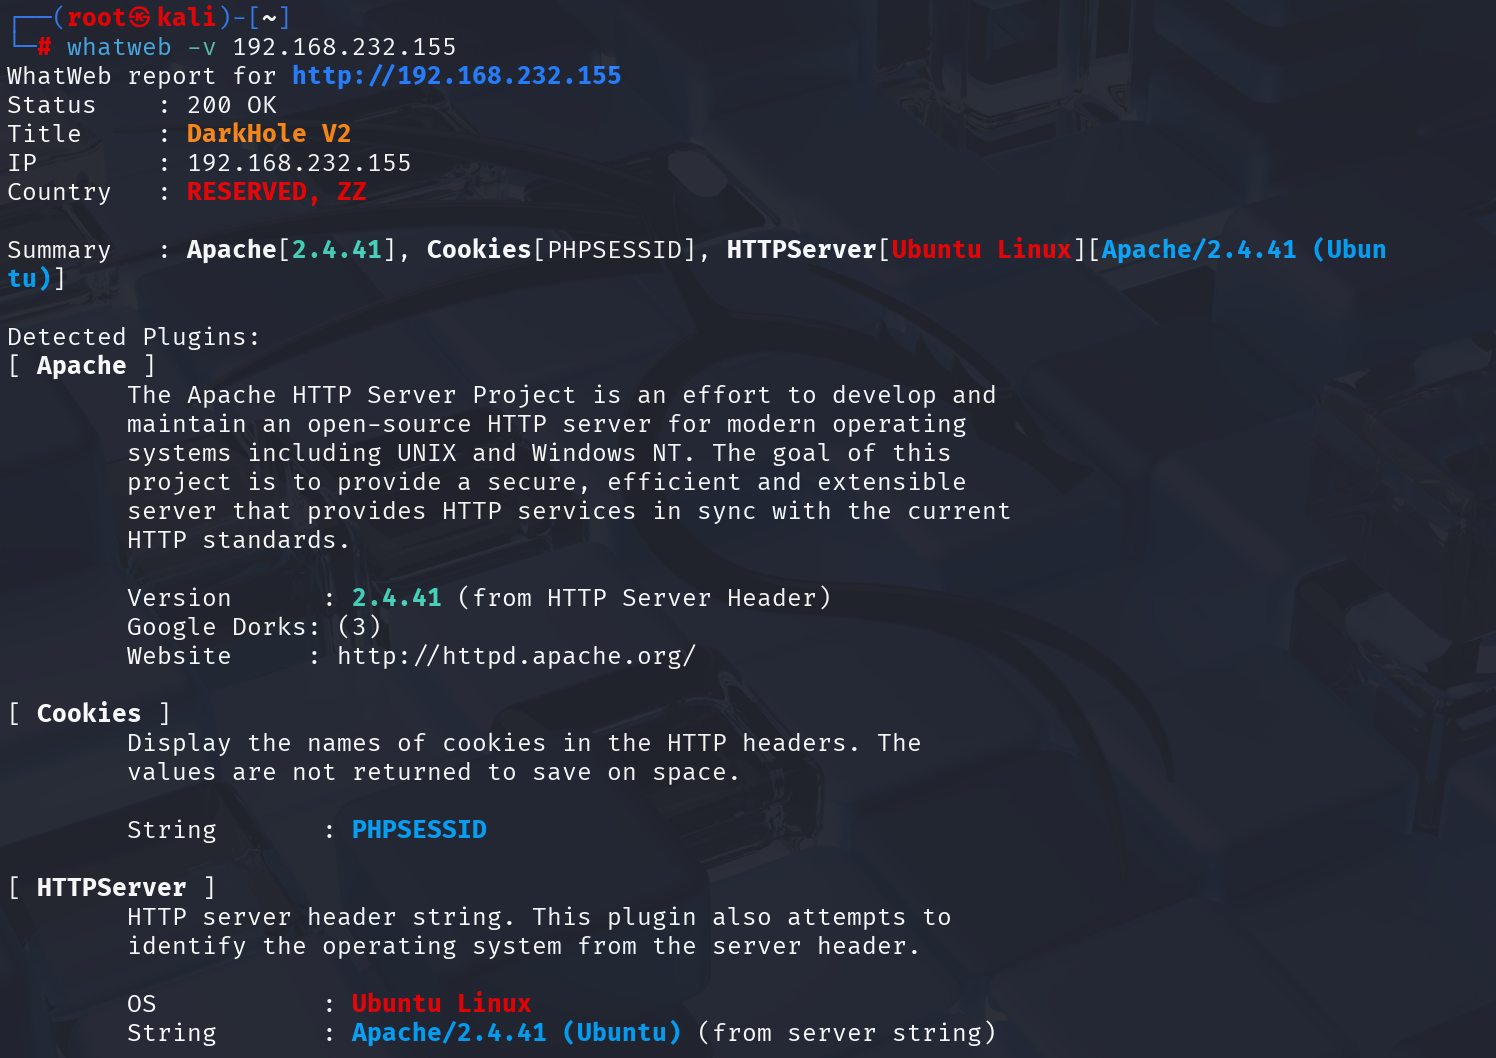 ┌──(root㉿kali)-[~]
└─# whatweb -v 192.168.232.155
WhatWeb report for http://192.168.232.155
Status    : 200 OK
Title     : DarkHole V2
IP        : 192.168.232.155
Country   : RESERVED, ZZ

Summary   : Apache[2.4.41], Cookies[PHPSESSID], HTTPServer[Ubuntu Linux][Apache/2.4.41 (Ubun
tu)]

Detected Plugins:
[ Apache ]
        The Apache HTTP Server Project is an effort to develop and
        maintain an open-source HTTP server for modern operating
        systems including UNIX and Windows NT. The goal of this
        project is to provide a secure, efficient and extensible
        server that provides HTTP services in sync with the current
        HTTP standards.

        Version      : 2.4.41 (from HTTP Server Header)
        Google Dorks: (3)
        Website     : http://httpd.apache.org/

[ Cookies ]
        Display the names of cookies in the HTTP headers. The
        values are not returned to save on space.

        String       : PHPSESSID

[ HTTPServer ]
        HTTP server header string. This plugin also attempts to
        identify the operating system from the server header.

        OS           : Ubuntu Linux
        String       : Apache/2.4.41 (Ubuntu) (from server string)